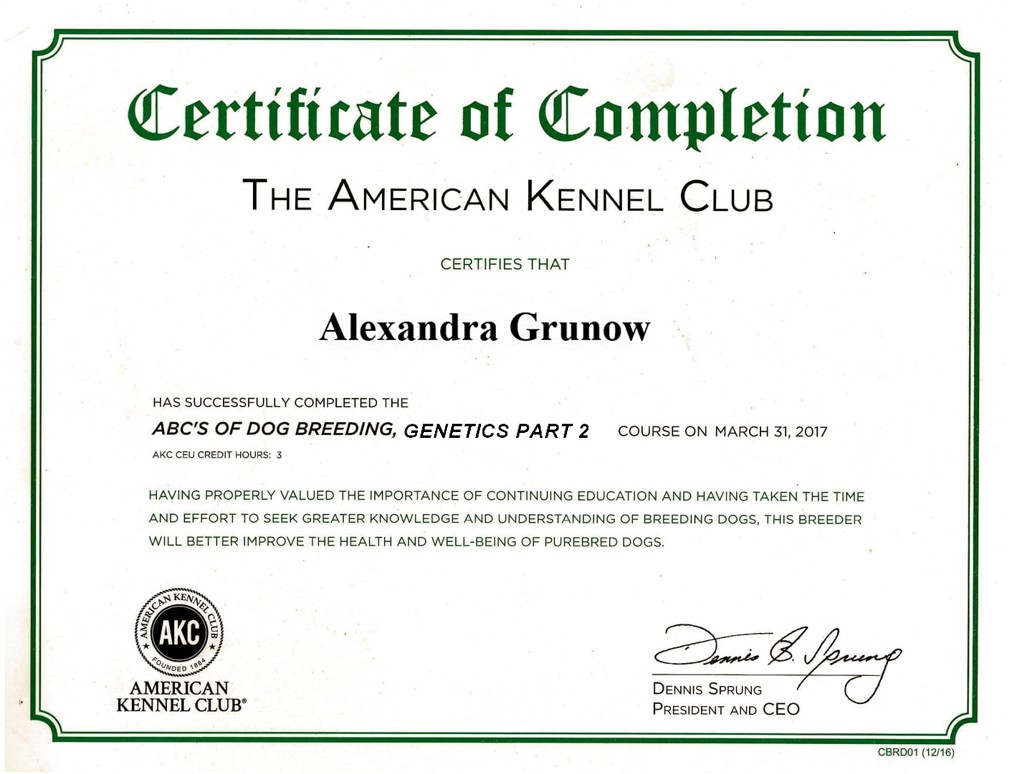 Certificate of Completion
THE AMERICAN KENNEL CLUB
CERTIFIES THAT
Alexandra Grunow
HAS SUCCESSFULLY COMPLETED THE
ABC'S OF DOG BREEDING, GENETICS PART 2 COURSE ON MARCH 31, 2017
AKC CEU CREDIT HOURS: 3
HAVING PROPERLY VALUED THE IMPORTANCE OF CONTINUING EDUCATION AND HAVING TAKEN THE TIME
AND EFFORT TO SEEK GREATER KNOWLEDGE AND UNDERSTANDING OF BREEDING DOGS, THIS BREEDER
WILL BETTER IMPROVE THE HEALTH AND WELL-BEING OF PUREBRED DOGS.
AMERICAN KENNEL CLUB
AKC
FOUNDED 1884
AMERICAN
KENNEL CLUB®
Dennis B. Sprung
DENNIS SPRUNG
PRESIDENT AND CEO
CBRD01 (12/16)